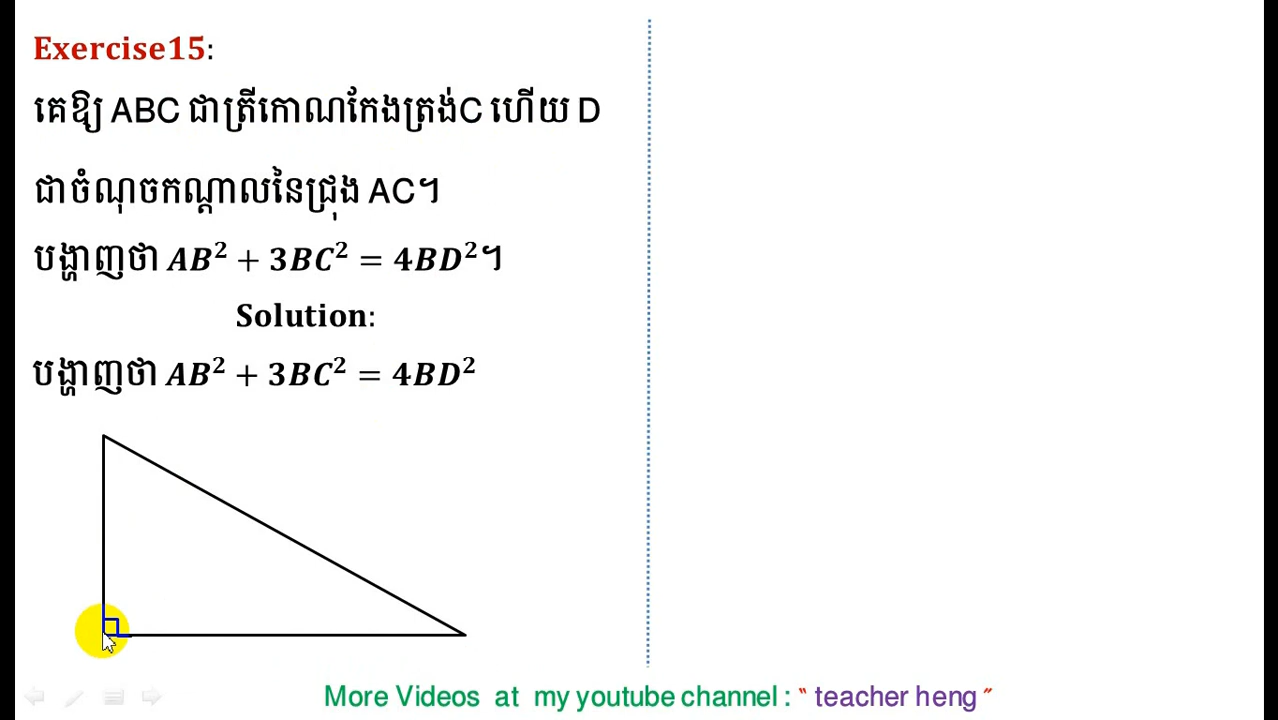 Exercise15:
គេឱ្យ ABC ជាត្រីកោណកែងត្រង់C ហើយ D
ជាចំណុចកណ្តាលនៃជ្រុង AC។
បង្ហាញថា AB² + 3BC² = 4BD²។
Solution:
បង្ហាញថា AB² + 3BC² = 4BD²
More Videos at my youtube channel : “ teacher heng ”